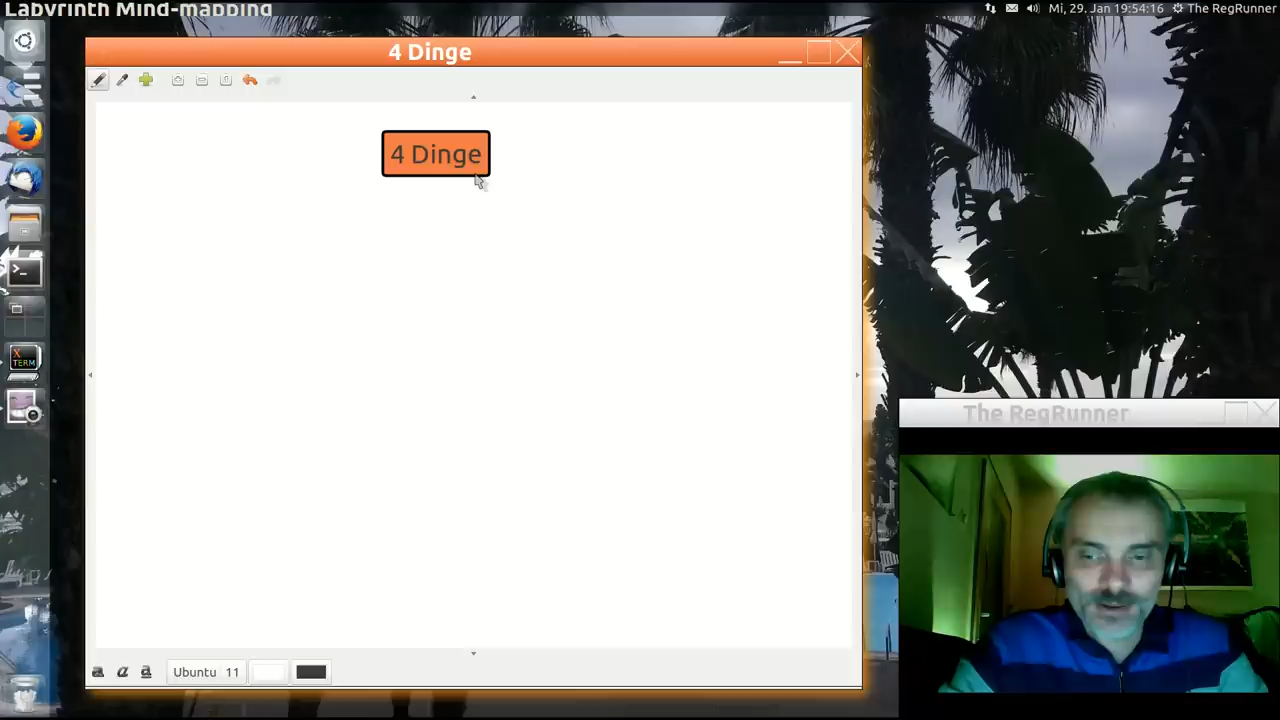 Labyrinth Mind-mapping
Mi, 29. Jan 19:54:16
The RegRunner
4 Dinge
4 Dinge
X
TERM
The RegRunner
a a a
Ubuntu 11